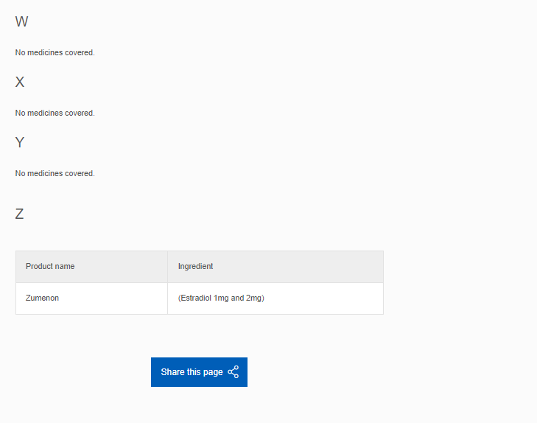 W
No medicines covered.
X
No medicines covered.
Y
No medicines covered.
Z
Product name Ingredient
Zumenon (Estradiol 1mg and 2mg)
Share this page